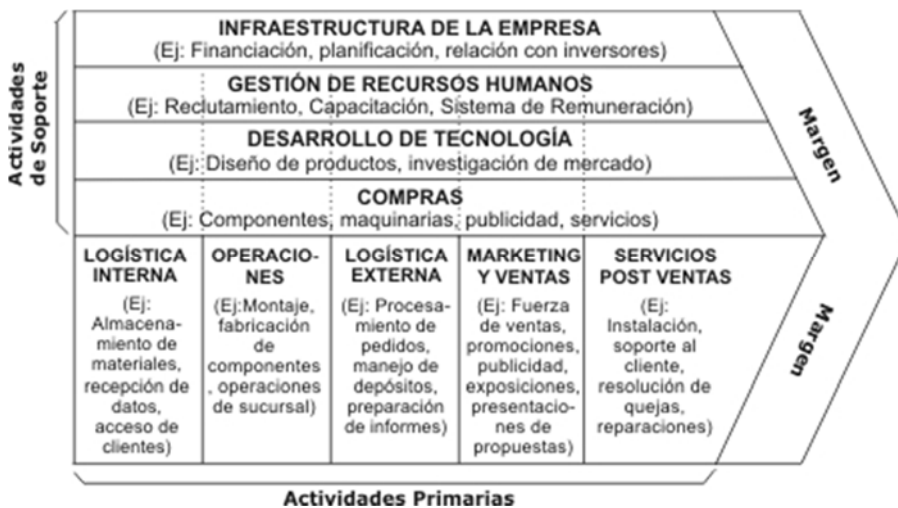 Actividades
de Soporte
INFRAESTRUCTURA DE LA EMPRESA
(Ej: Financiación, planificación, relación con inversores)
GESTIÓN DE RECURSOS HUMANOS
(Ej: Reclutamiento, Capacitación, Sistema de Remuneración)
DESARROLLO DE TECNOLOGÍA
(Ej: Diseño de productos, investigación de mercado)
COMPRAS
(Ej: Componentes, maquinarias, publicidad, servicios)
Margen
LOGÍSTICA
INTERNA
(Ej:
Almacena-
miento de
materiales,
recepción de
datos,
acceso de
clientes)
OPERACIO-
NES
(Ej:Montaje,
fabricación
de
componentes
, operaciones
de sucursal)
LOGÍSTICA
EXTERNA
(Ej: Procesa-
miento de
pedidos,
manejo de
depósitos,
preparación
de informes)
MARKETING
Y VENTAS
(Ej: Fuerza
de ventas,
promociones,
publicidad,
exposiciones,
presentacio-
nes de
propuestas)
SERVICIOS
POST VENTAS
(Ej:
Instalación,
soporte al
cliente,
resolución de
quejas,
reparaciones)
Margen
Actividades Primarias